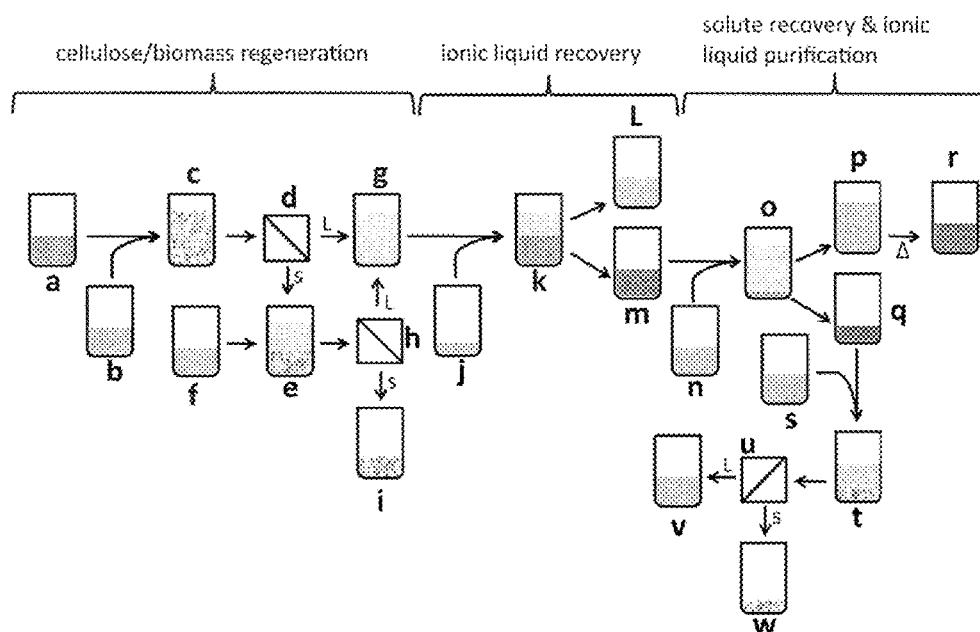 solute recovery & ionic
liquid purification
cellulose/biomass regeneration
ionic liquid recovery
L
c
g
p
r
d
o
L
a
s
k
Δ
L
m
h
q
b
f
e
j
n
s
s
i
u
L
v
t
s
w